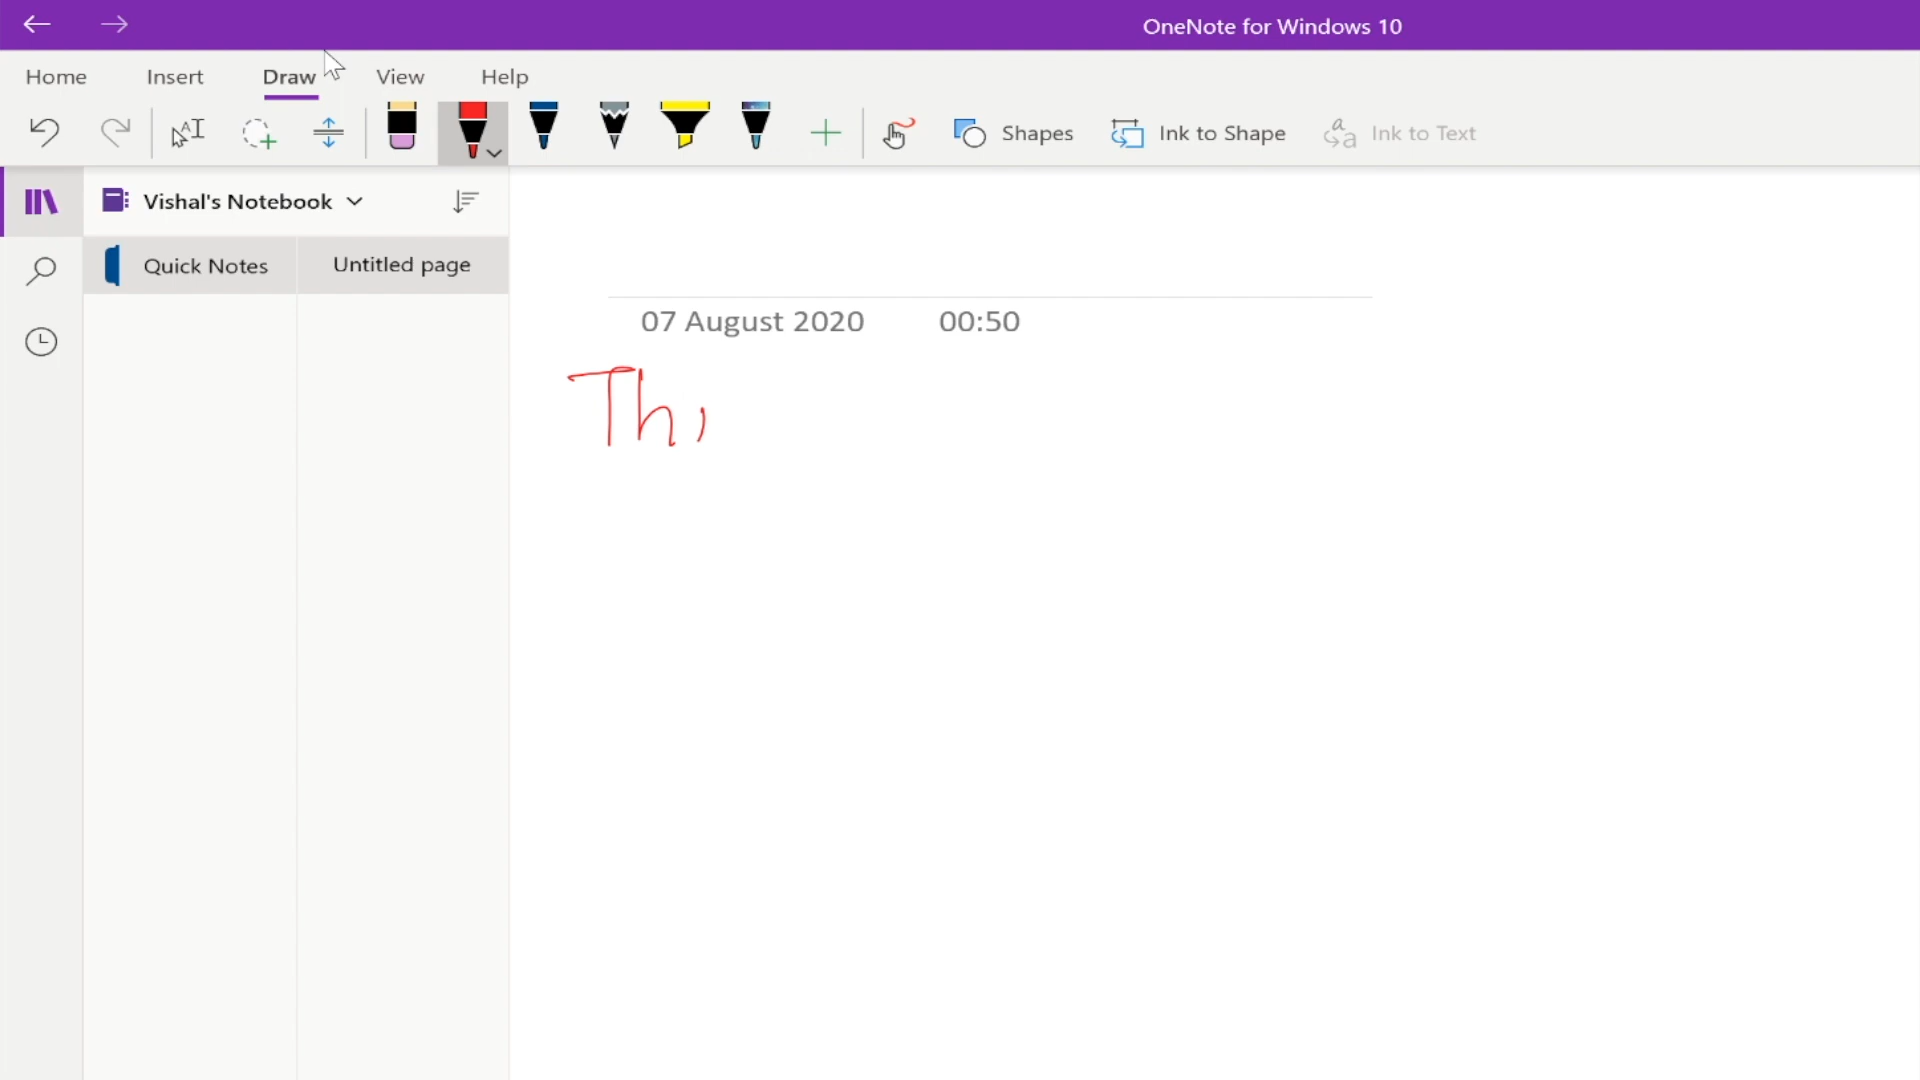 OneNote for Windows 10
Home Insert Draw View Help
Shapes Ink to Shape Ink to Text
Vishal's Notebook
Quick Notes Untitled page
07 August 2020 00:50
Thi